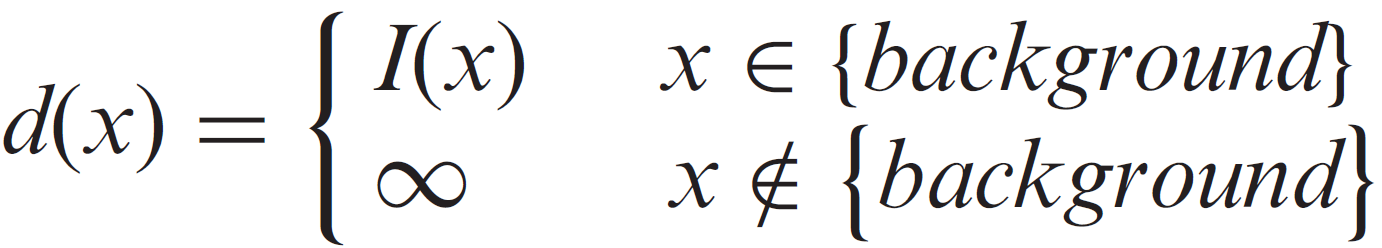 d(x) = { I(x) x ∈ {background}
∞ x ∉ {background}